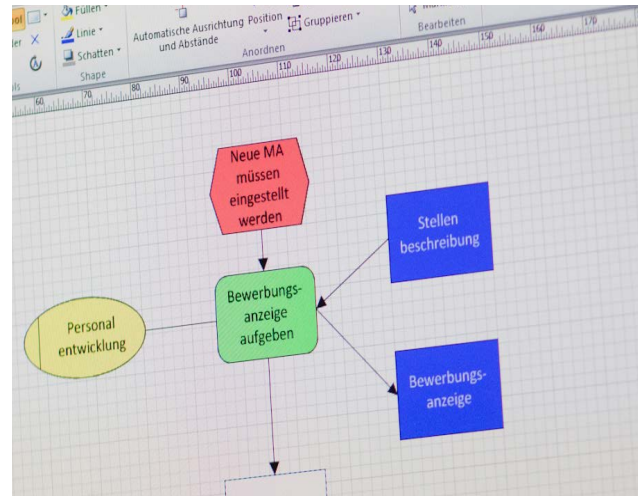 Füllen
Linie
Schatten
Shape
Automatische Ausrichtung
und Abstände
Position
Gruppieren
Anordnen
Bearbeiten
60 70 80 90 100 110 120 130 140 150 160 170
Neue MA
müssen
eingestellt
werden
Stellen
beschreibung
Bewerbungs-
anzeige
aufgeben
Personal
entwicklung
Bewerbungs-
anzeige